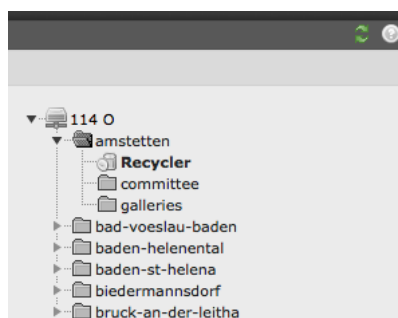 114 O
amstetten
Recycler
committee
galleries
bad-voeslau-baden
baden-helenental
baden-st-helena
biedermannsdorf
bruck-an-der-leitha